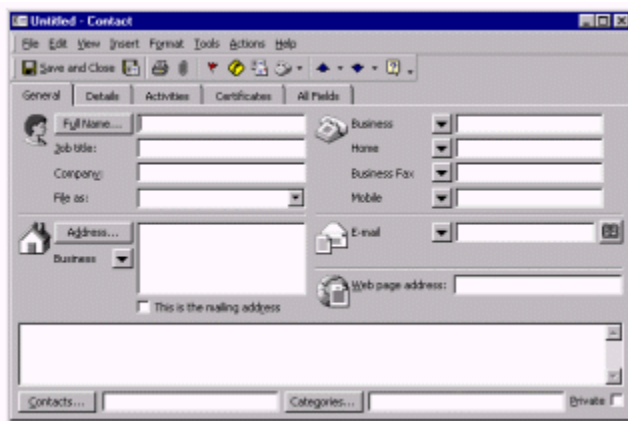 Untitled - Contact
File Edit View Insert Format Tools Actions Help
Save and Close
General Details Activities Certificates All Fields
Full Name...
Job title:
Company:
File as:
Business
Home
Business Fax
Mobile
Address...
Business
This is the mailing address
E-mail
Web page address:
Contacts... Categories... Private